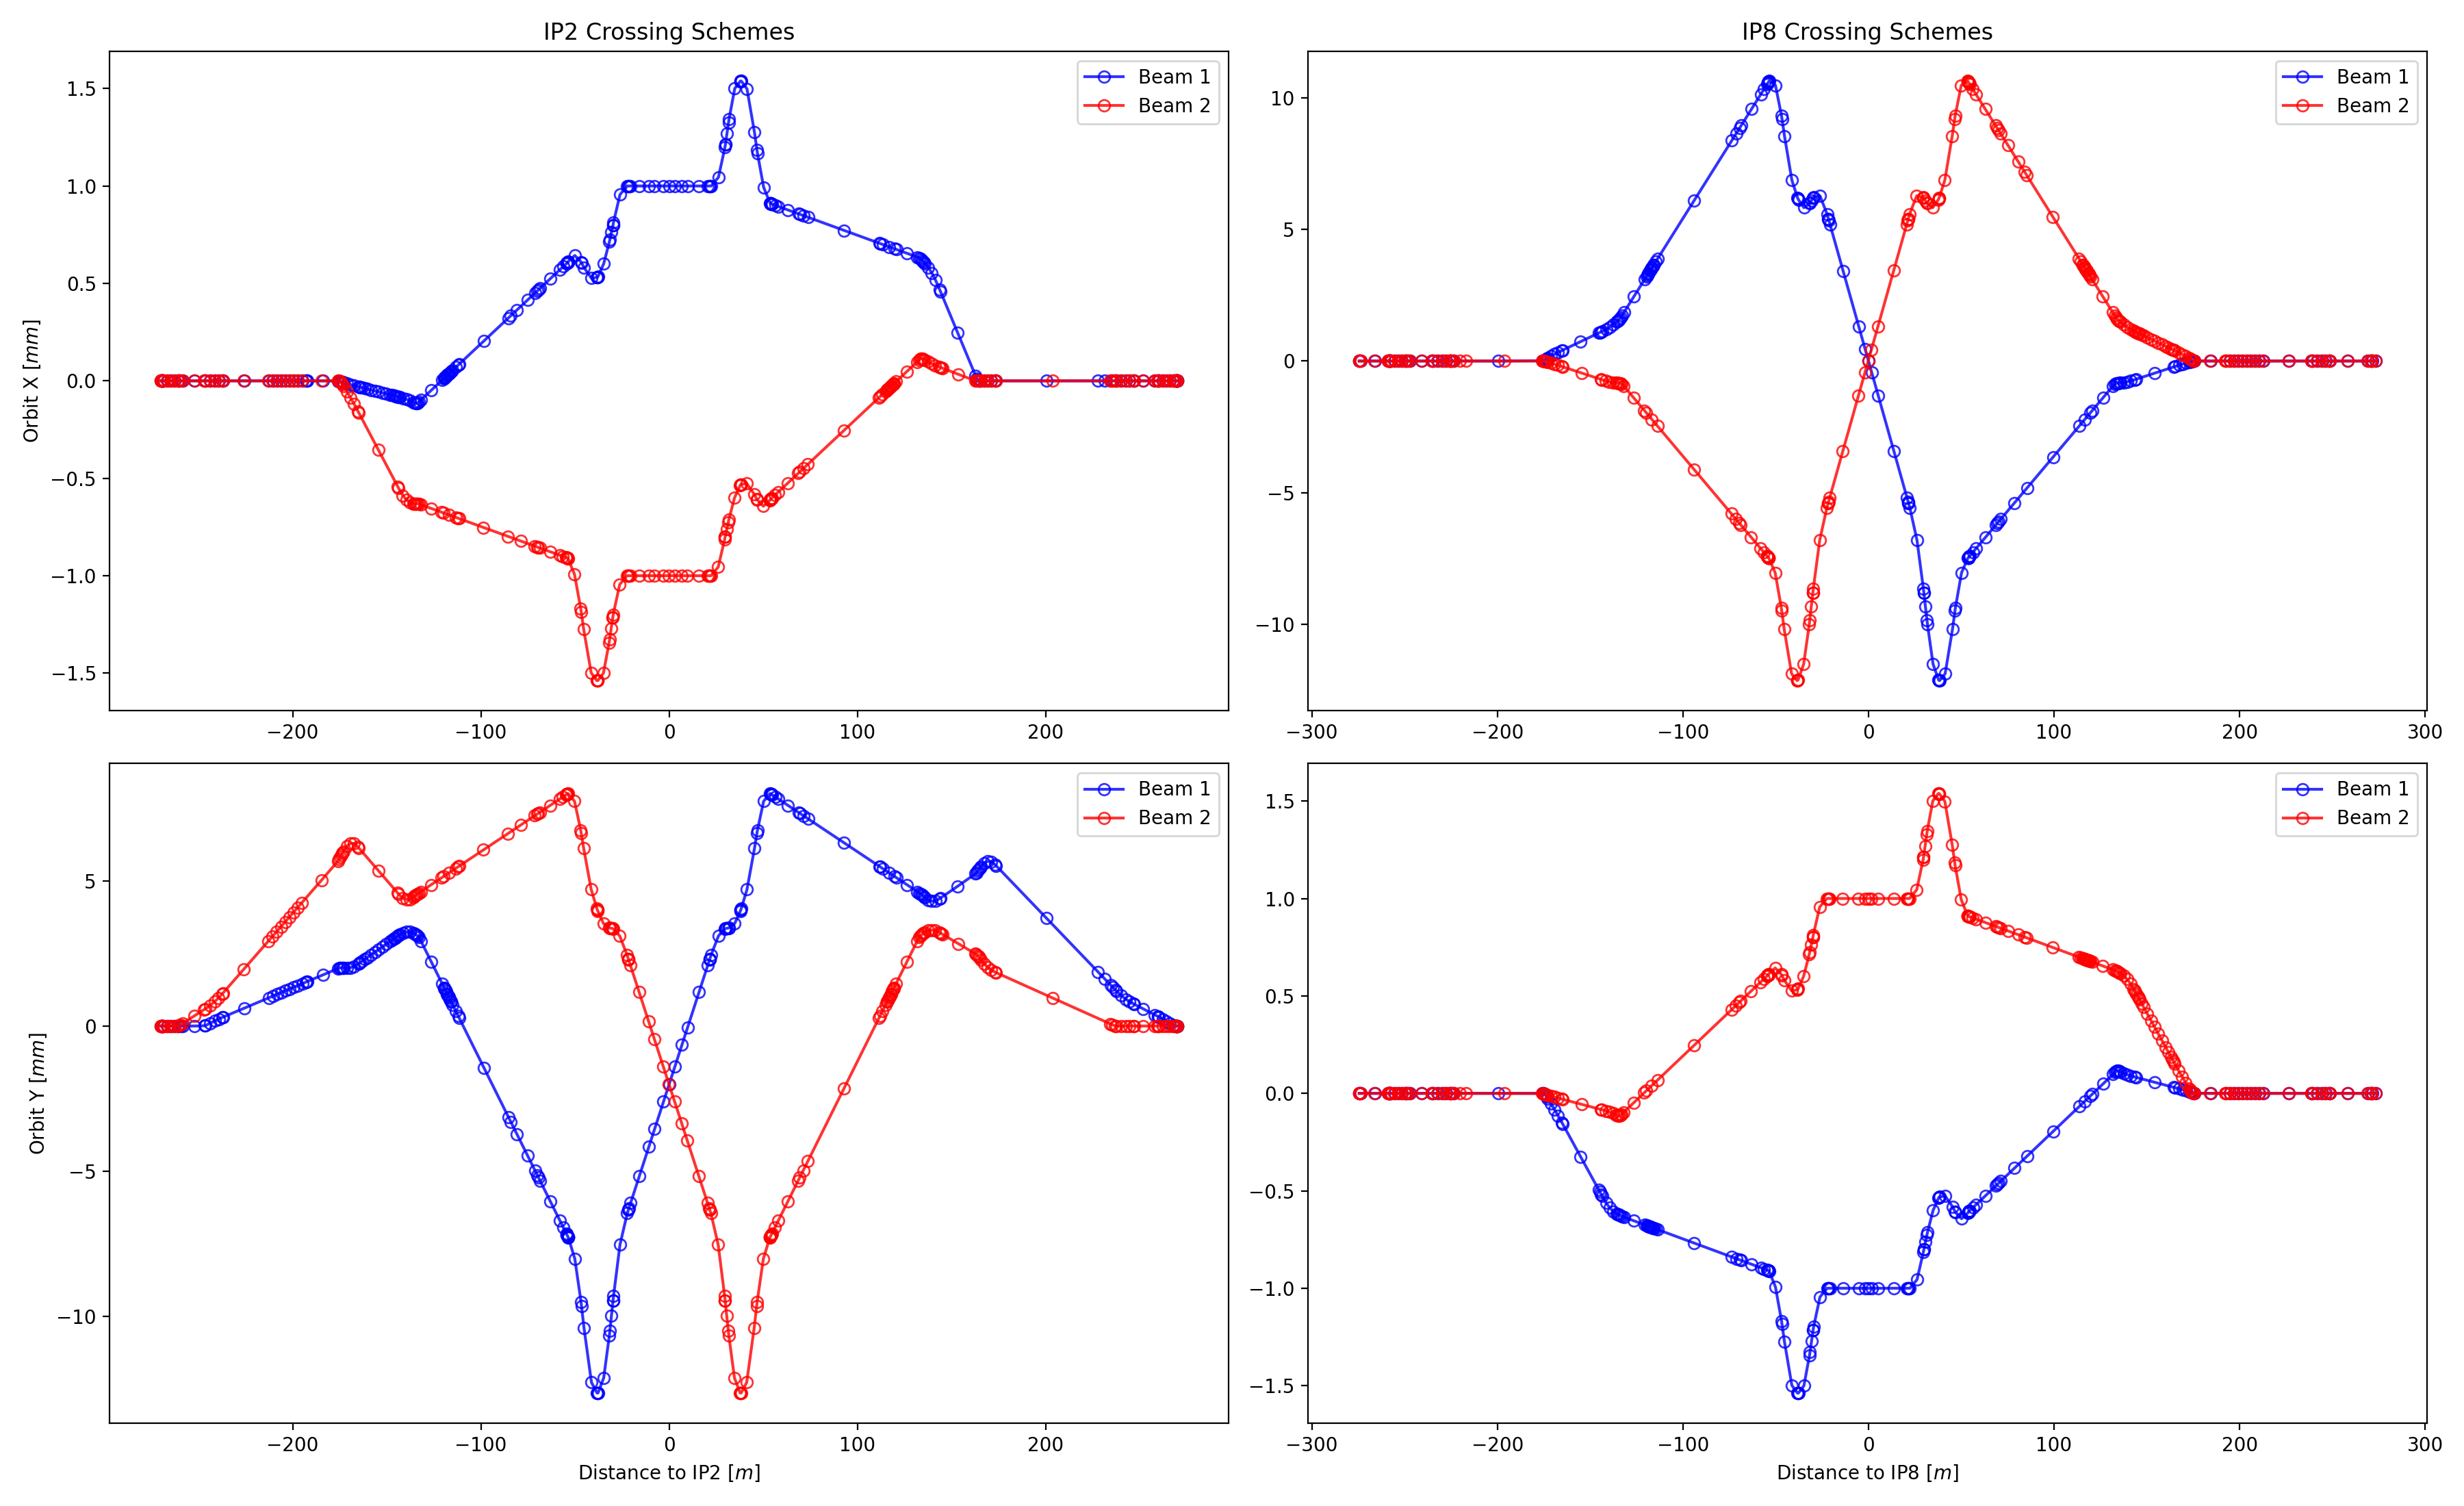 IP2 Crossing Schemes
IP8 Crossing Schemes
Orbit X [mm]
1.5
1.0
0.5
0.0
−0.5
−1.0
−1.5
Beam 1
Beam 2
−200 −100 0 100 200
10
5
0
−5
−10
Beam 1
Beam 2
−300 −200 −100 0 100 200 300
Orbit Y [mm]
5
0
−5
−10
Beam 1
Beam 2
−200 −100 0 100 200
Distance to IP2 [m]
1.5
1.0
0.5
0.0
−0.5
−1.0
−1.5
Beam 1
Beam 2
−300 −200 −100 0 100 200 300
Distance to IP8 [m]